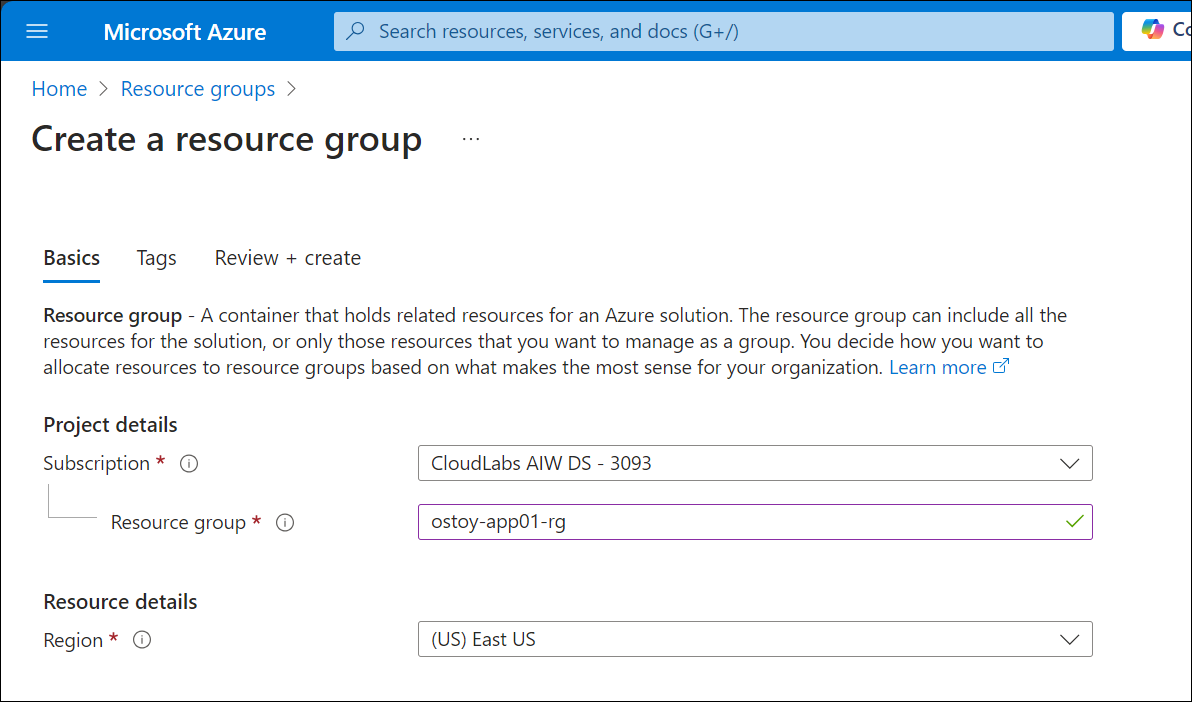 Microsoft Azure
Search resources, services, and docs (G+/)
Home > Resource groups >
Create a resource group ...
Basics Tags Review + create
Resource group - A container that holds related resources for an Azure solution. The resource group can include all the
resources for the solution, or only those resources that you want to manage as a group. You decide how you want to
allocate resources to resource groups based on what makes the most sense for your organization. Learn more
Project details
Subscription *
CloudLabs AIW DS - 3093
Resource group *
ostoy-app01-rg
Resource details
Region *
(US) East US